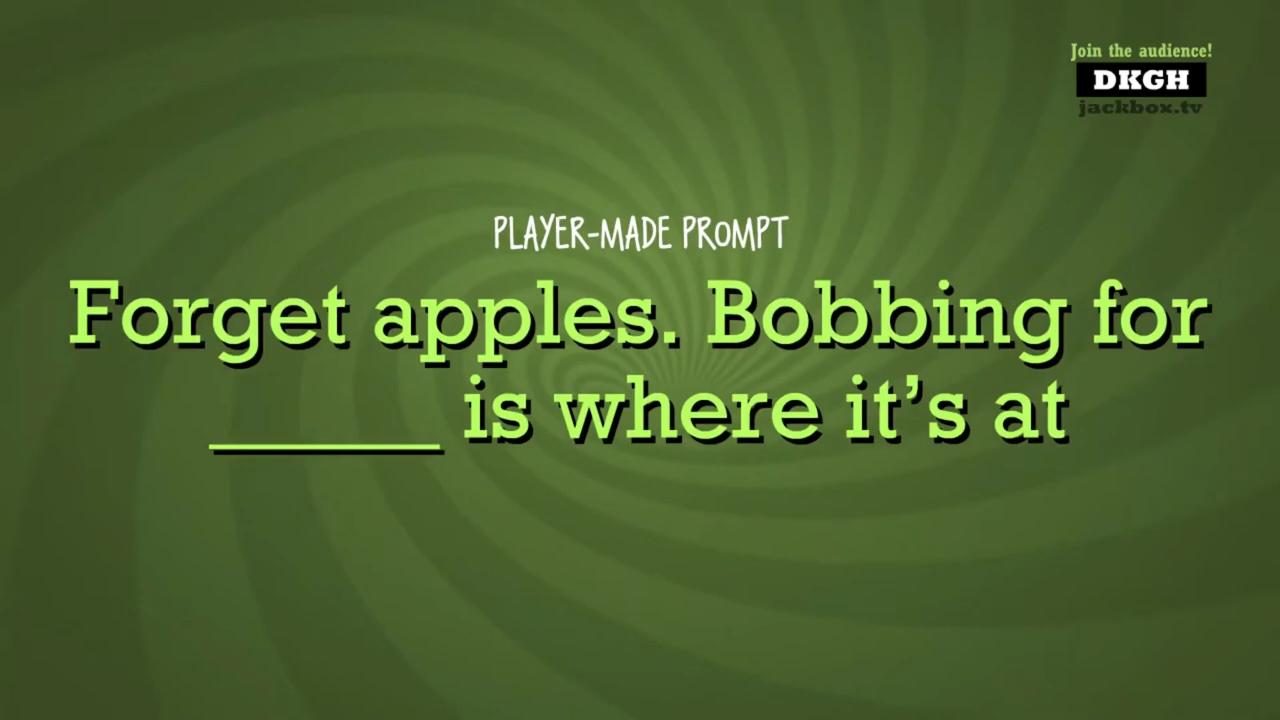 Join the audience!
DKGH
jackbox.tv
PLAYER-MADE PROMPT
Forget apples. Bobbing for
______ is where it's at